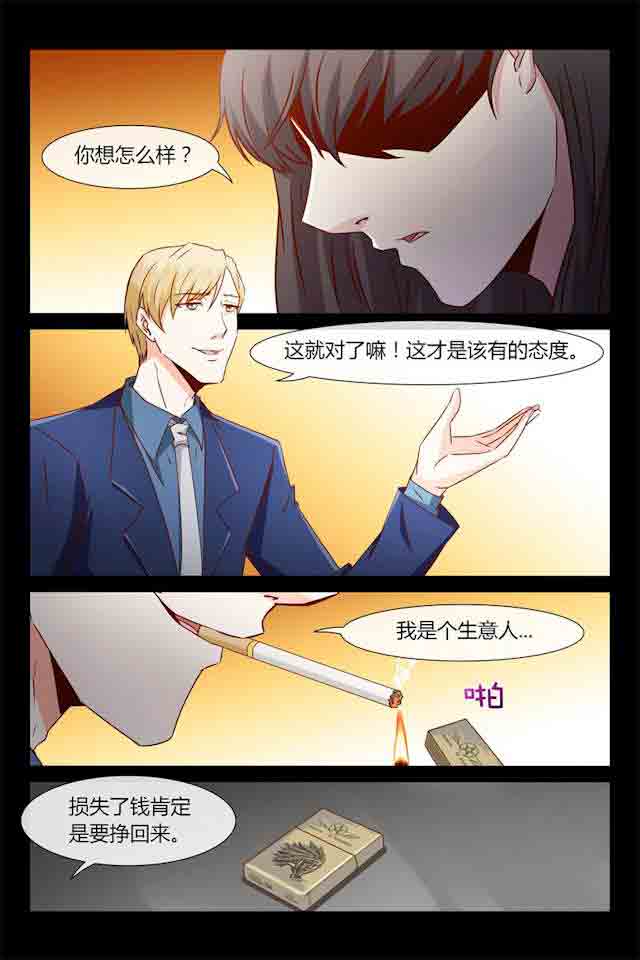 你想怎么样？
这就对了嘛！这才是该有的态度。
我是个生意人...
啪
损失了钱肯定
是要挣回来。